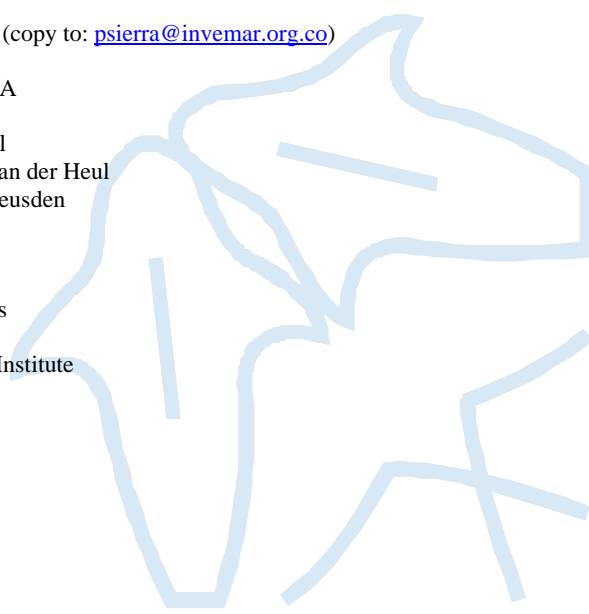 (copy to: psierra@invemar.org.co)
A
l
an der Heul
eusden
s
Institute